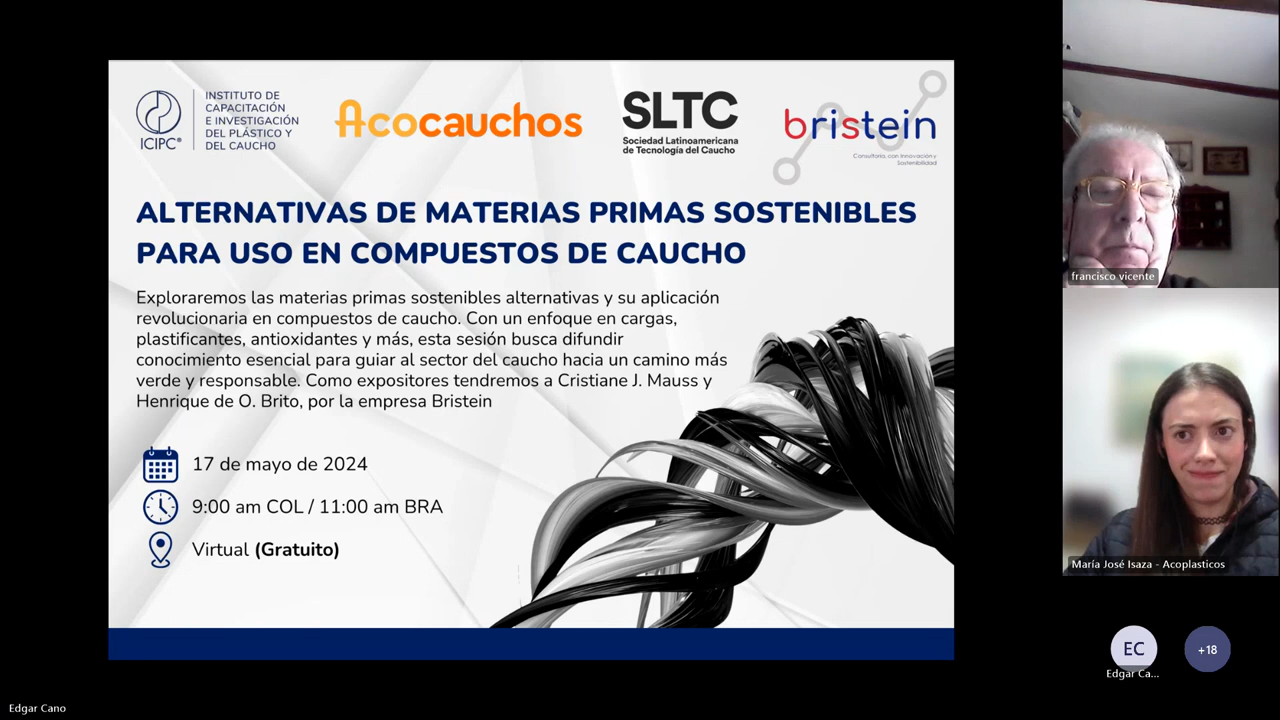 ICIPC®
INSTITUTO DE
CAPACITACIÓN
E INVESTIGACIÓN
DEL PLÁSTICO Y
DEL CAUCHO
Acocauchos
SLTC
Sociedad Latinoamericana
de Tecnología del Caucho
bristein
Consultoría, con Innovación y
Sostenibilidad
ALTERNATIVAS DE MATERIAS PRIMAS SOSTENIBLES
PARA USO EN COMPUESTOS DE CAUCHO
Exploraremos las materias primas sostenibles alternativas y su aplicación
revolucionaria en compuestos de caucho. Con un enfoque en cargas,
plastificantes, antioxidantes y más, esta sesión busca difundir
conocimiento esencial para guiar al sector del caucho hacia un camino más
verde y responsable. Como expositores tendremos a Cristiane J. Mauss y
Henrique de O. Brito, por la empresa Bristein
17 de mayo de 2024
9:00 am COL / 11:00 am BRA
Virtual (Gratuito)
francisco vicente
María José Isaza - Acoplasticos
EC
Edgar Ca...
+18
Edgar Cano